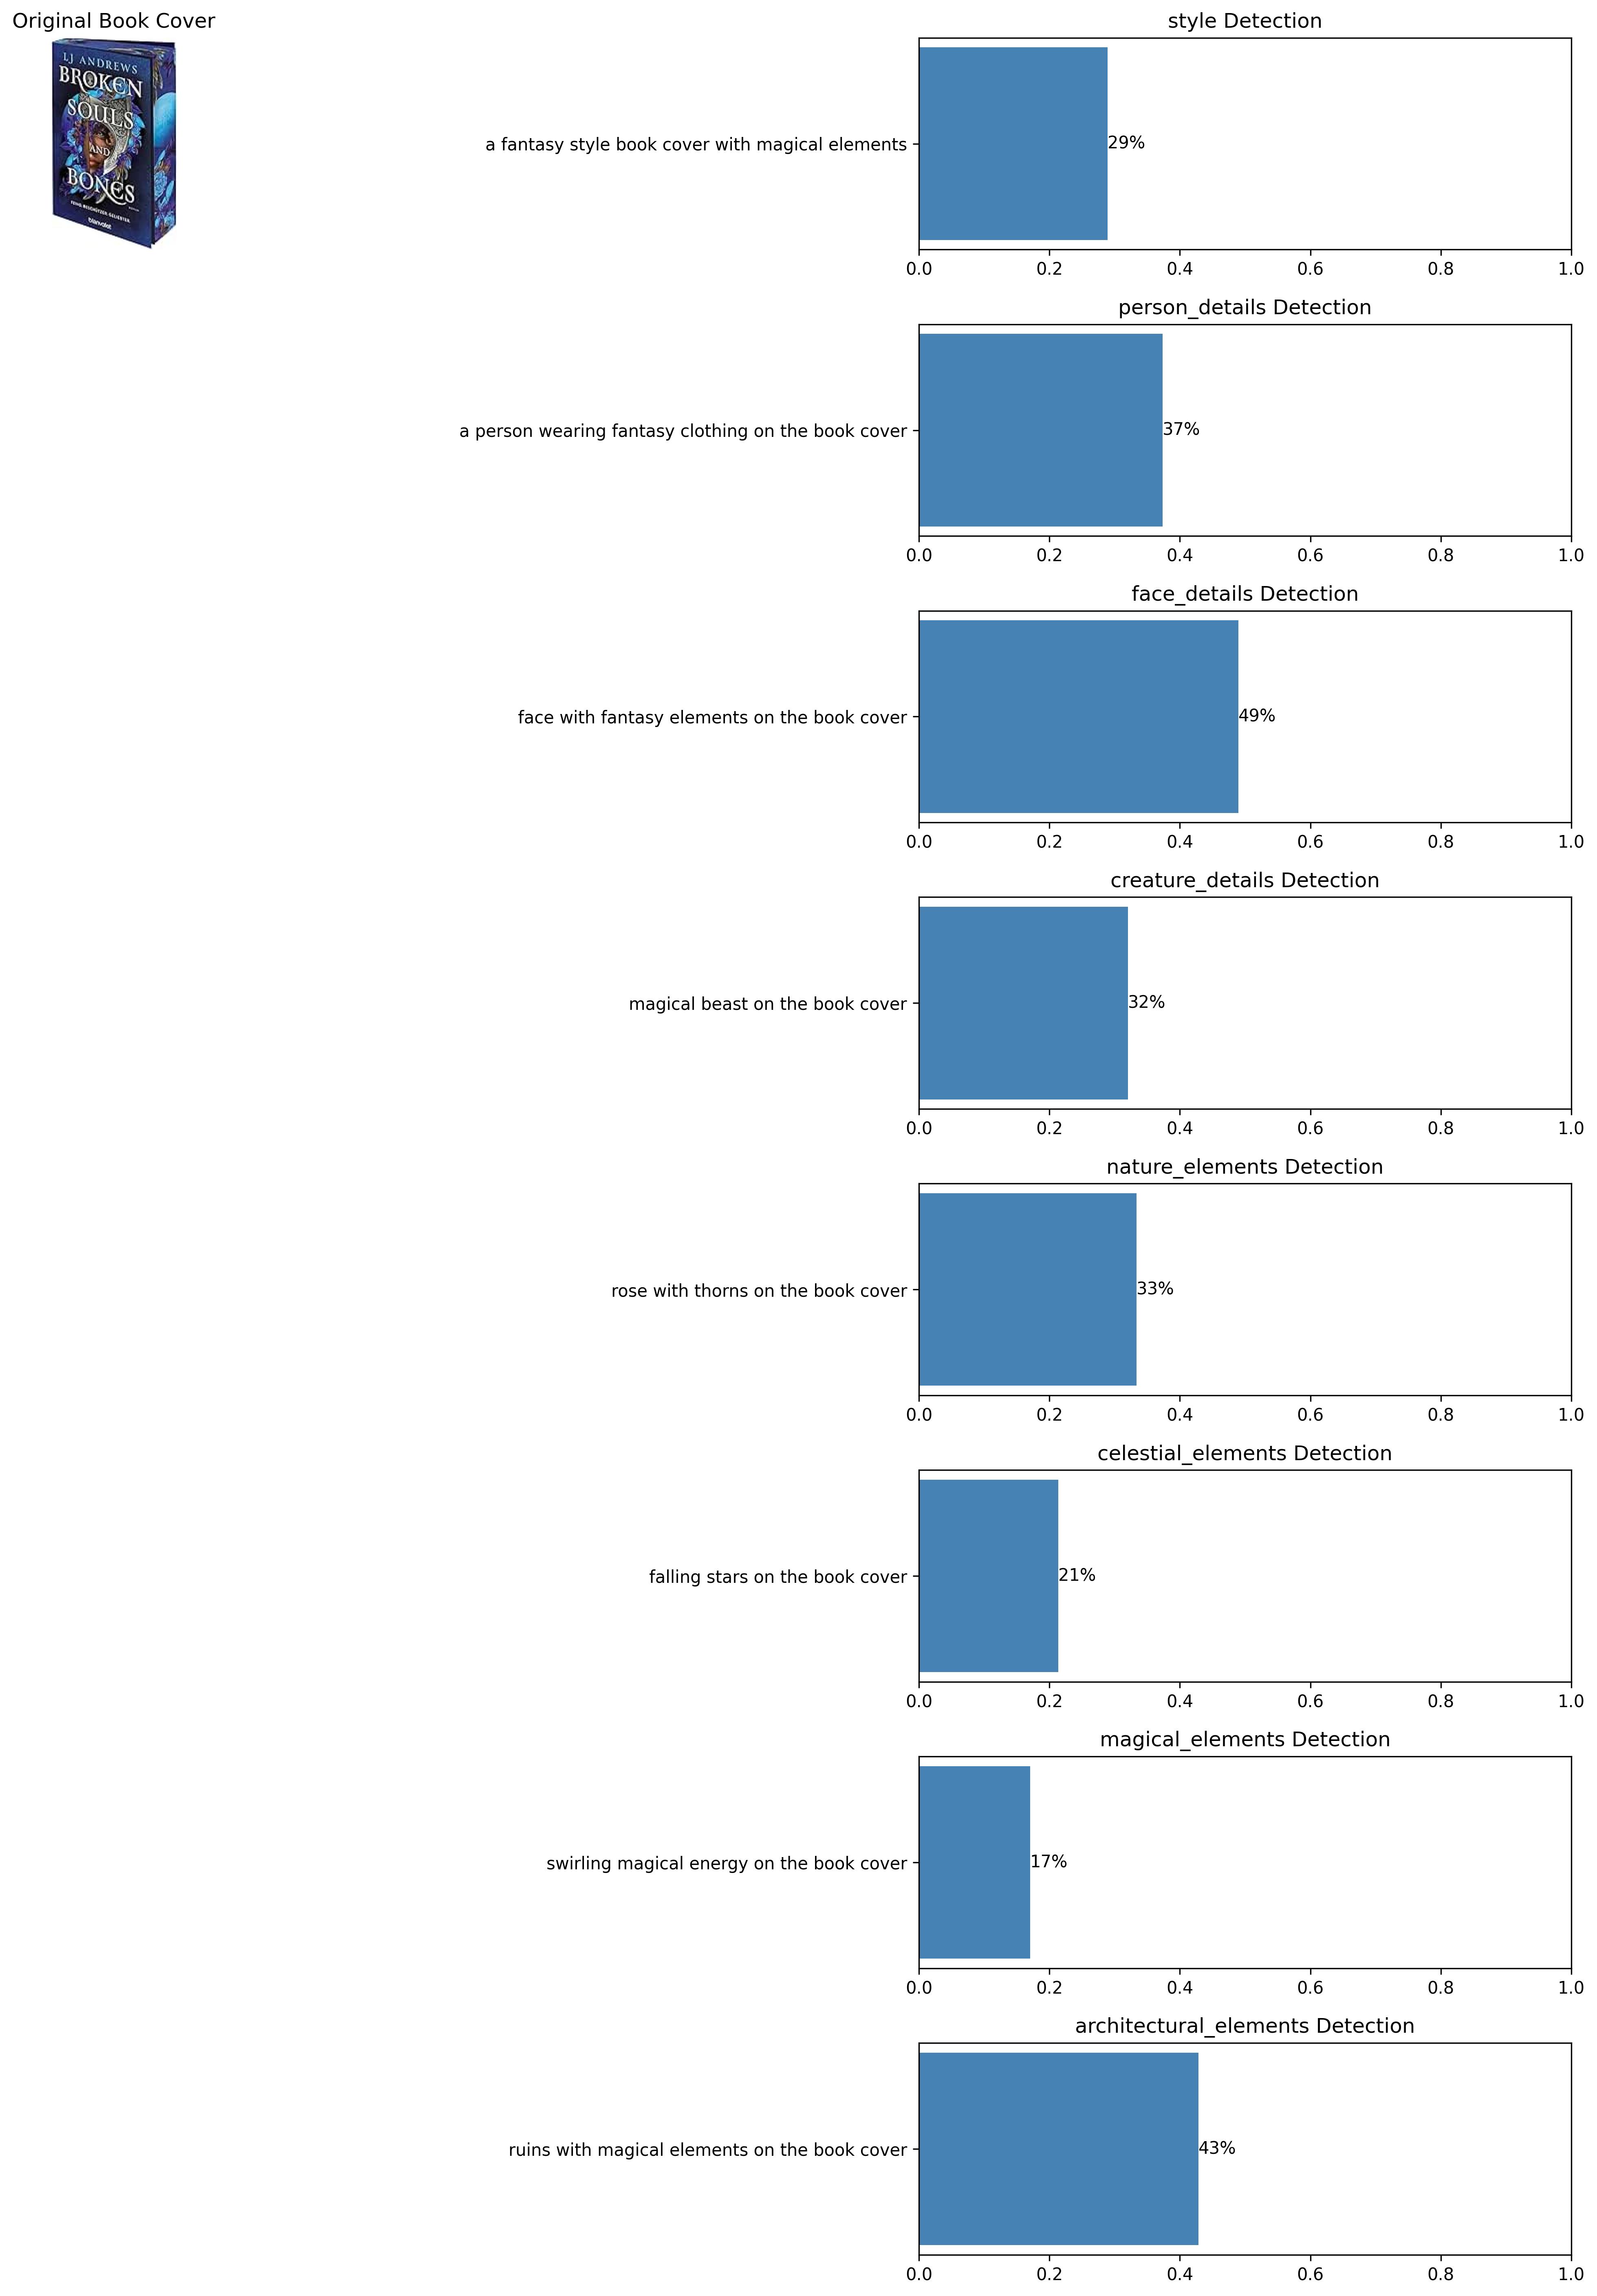 Original Book Cover
LJ ANDREWS
BROKEN
SOULS
AND
BONES
FEIND. BESCHÜTZER. GELIEBTER.
blanvalet
style Detection
a fantasy style book cover with magical elements
29%
0.0 0.2 0.4 0.6 0.8 1.0
person_details Detection
a person wearing fantasy clothing on the book cover
37%
0.0 0.2 0.4 0.6 0.8 1.0
face_details Detection
face with fantasy elements on the book cover
49%
0.0 0.2 0.4 0.6 0.8 1.0
creature_details Detection
magical beast on the book cover
32%
0.0 0.2 0.4 0.6 0.8 1.0
nature_elements Detection
rose with thorns on the book cover
33%
0.0 0.2 0.4 0.6 0.8 1.0
celestial_elements Detection
falling stars on the book cover
21%
0.0 0.2 0.4 0.6 0.8 1.0
magical_elements Detection
swirling magical energy on the book cover
17%
0.0 0.2 0.4 0.6 0.8 1.0
architectural_elements Detection
ruins with magical elements on the book cover
43%
0.0 0.2 0.4 0.6 0.8 1.0